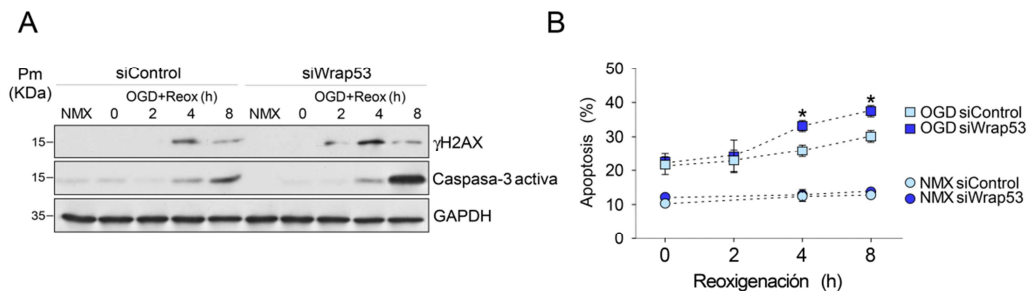 A
Pm
(KDa)
siControl
siWrap53
OGD+Reox (h)
OGD+Reox (h)
NMX 0 2 4 8 NMX 0 2 4 8
15
γH2AX
15
Caspasa-3 activa
35
GAPDH
B
Apoptosis (%)
50
40
30
20
10
0
0 2 4 8
Reoxigenación (h)
* *
OGD siControl
OGD siWrap53
NMX siControl
NMX siWrap53